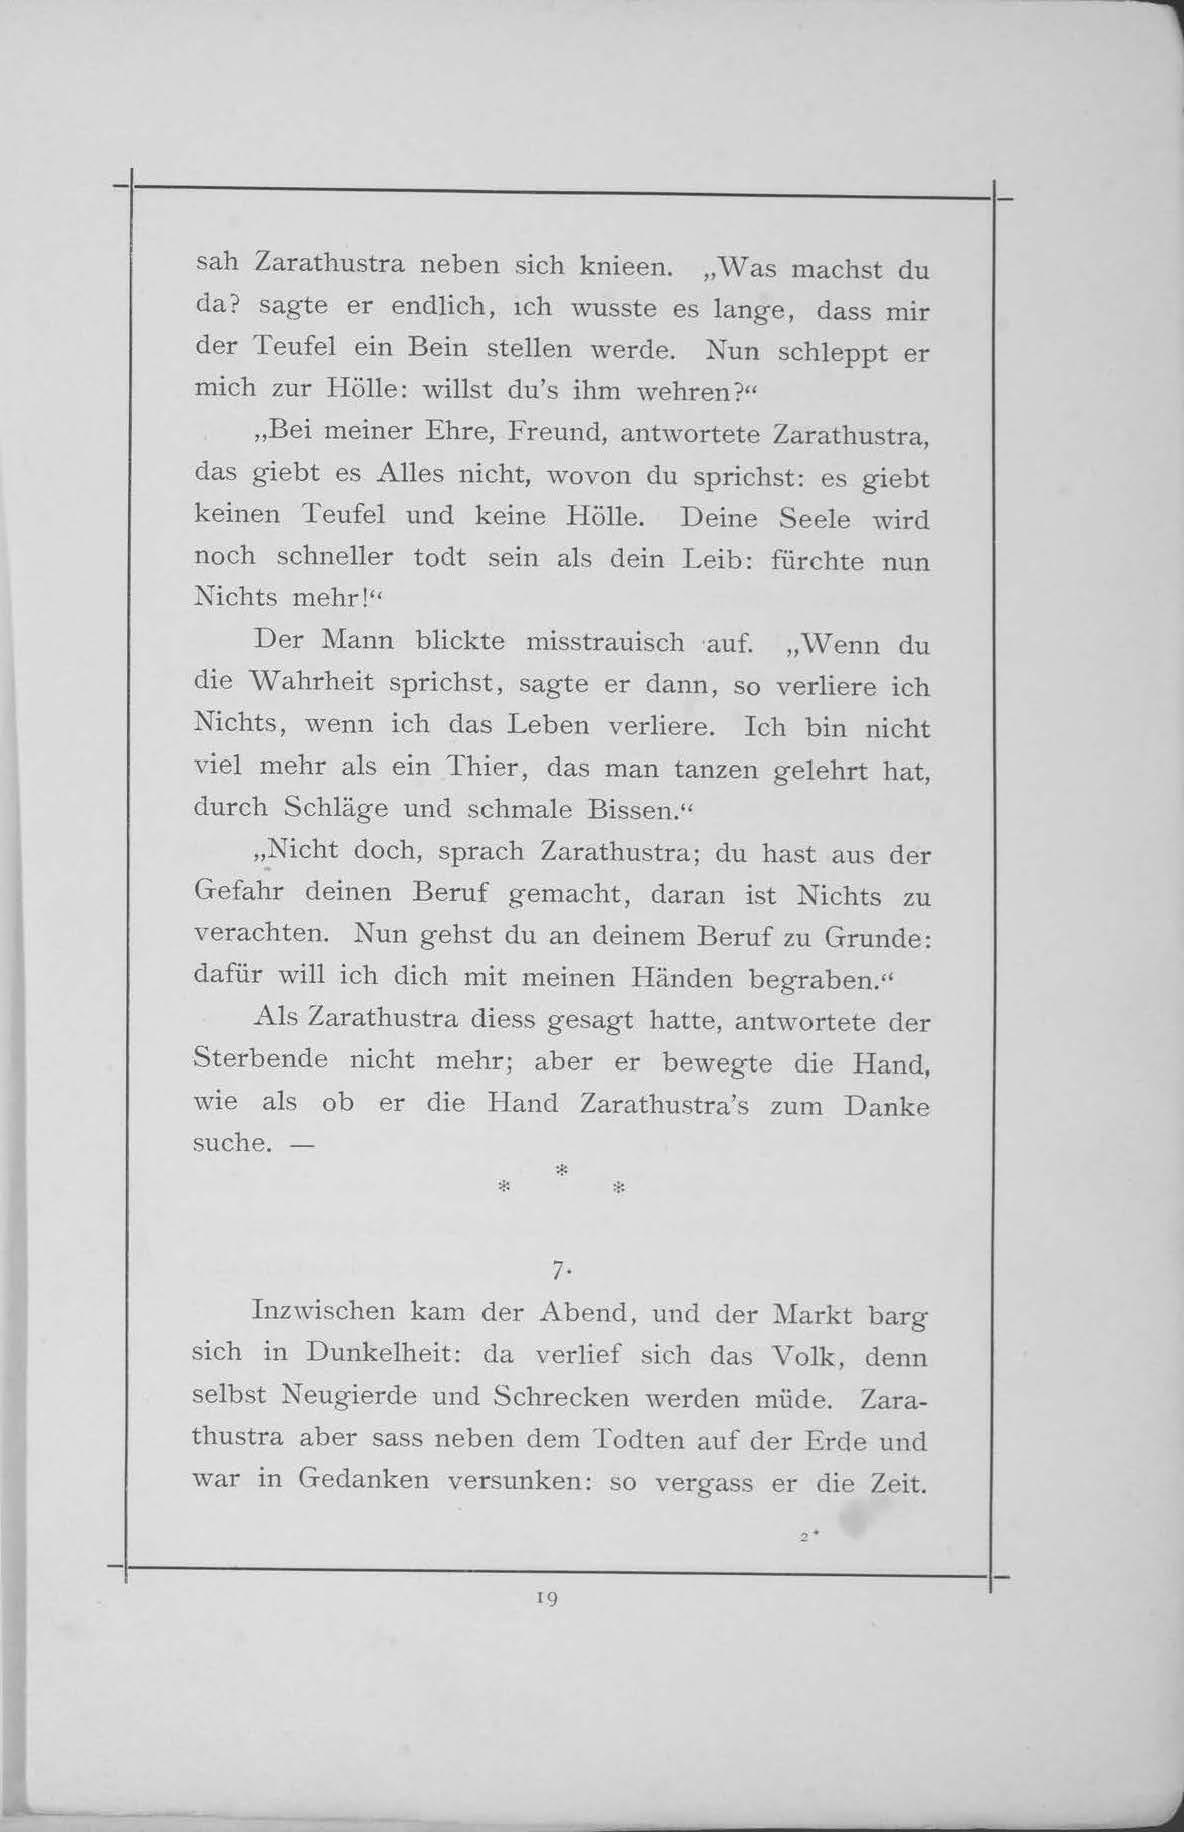 sah Zarathustra neben sich knieen. „Was machst du
da? sagte er endlich, ich wusste es lange, dass mir
der Teufel ein Bein stellen werde. Nun schleppt er
mich zur Hölle: willst du's ihm wehren?“
„Bei meiner Ehre, Freund, antwortete Zarathustra,
das giebt es Alles nicht, wovon du sprichst: es giebt
keinen Teufel und keine Hölle. Deine Seele wird
noch schneller todt sein als dein Leib: fürchte nun
Nichts mehr!“
Der Mann blickte misstrauisch auf. „Wenn du
die Wahrheit sprichst, sagte er dann, so verliere ich
Nichts, wenn ich das Leben verliere. Ich bin nicht
viel mehr als ein Thier, das man tanzen gelehrt hat,
durch Schläge und schmale Bissen.“
„Nicht doch, sprach Zarathustra; du hast aus der
Gefahr deinen Beruf gemacht, daran ist Nichts zu
verachten. Nun gehst du an deinem Beruf zu Grunde:
dafür will ich dich mit meinen Händen begraben.“
Als Zarathustra diess gesagt hatte, antwortete der
Sterbende nicht mehr; aber er bewegte die Hand,
wie als ob er die Hand Zarathustra's zum Danke
suche. —
* * *
7.
Inzwischen kam der Abend, und der Markt barg
sich in Dunkelheit: da verlief sich das Volk, denn
selbst Neugierde und Schrecken werden müde. Zara-
thustra aber sass neben dem Todten auf der Erde und
war in Gedanken versunken: so vergass er die Zeit.
2*
19